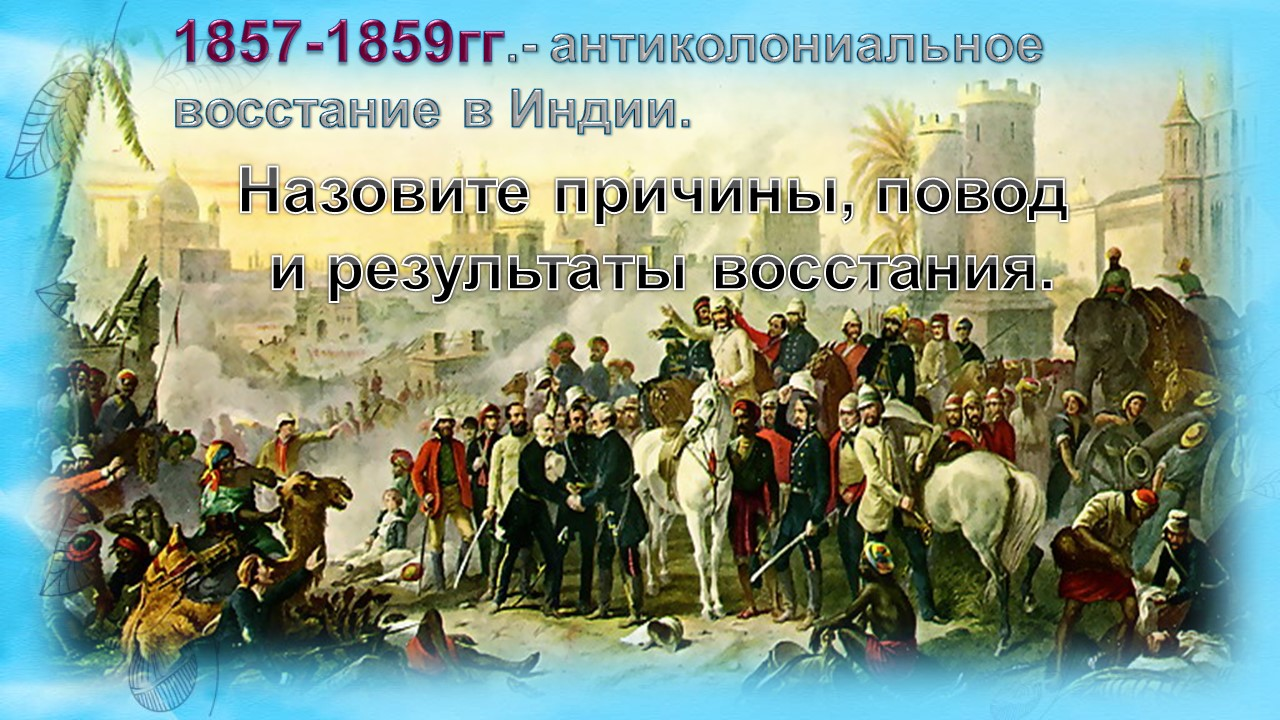 1857-1859гг.- антиколониальное
восстание в Индии.
Назовите причины, повод
и результаты восстания.